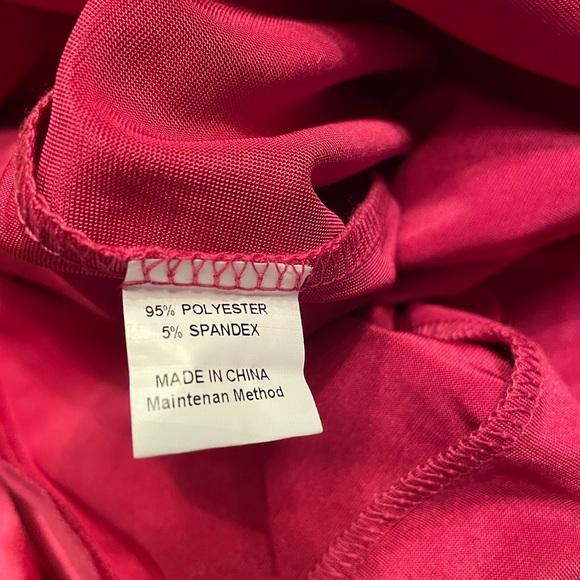 95% POLYESTER
5% SPANDEX
MADE IN CHINA
Maintenan Method